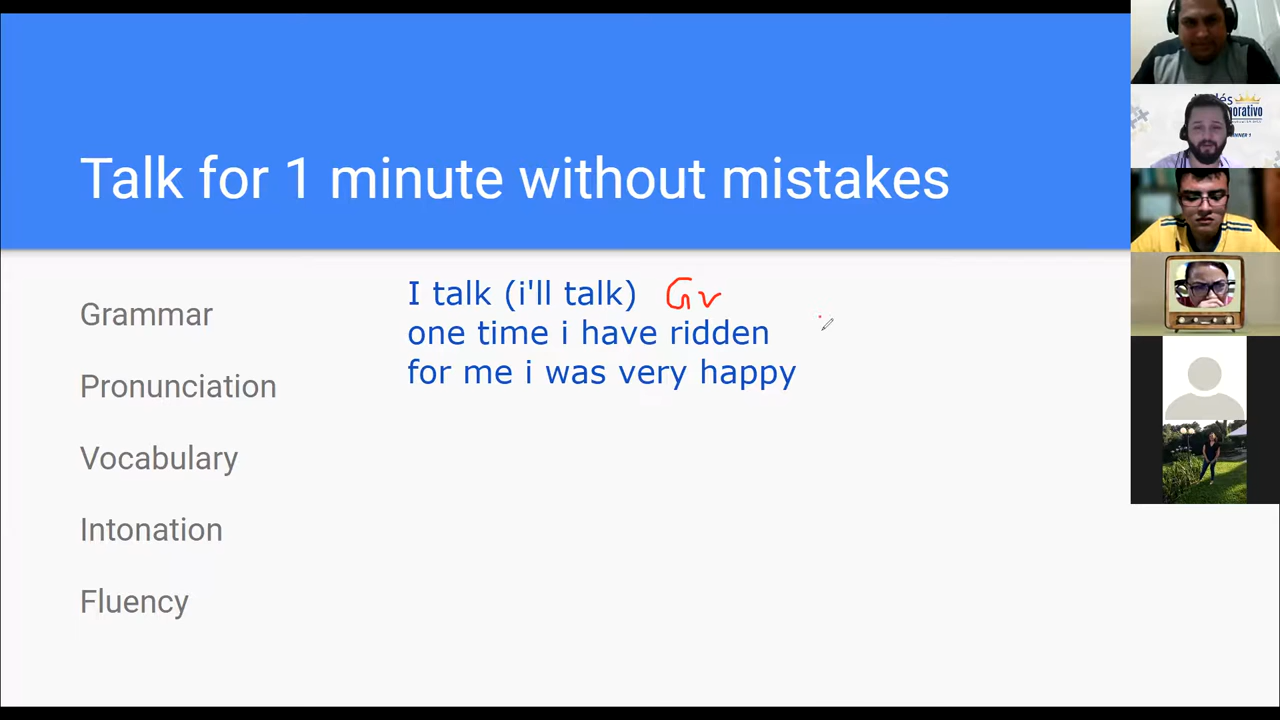 Talk for 1 minute without mistakes
Grammar
Pronunciation
Vocabulary
Intonation
Fluency
I talk (i'll talk) Gr
one time i have ridden
for me i was very happy